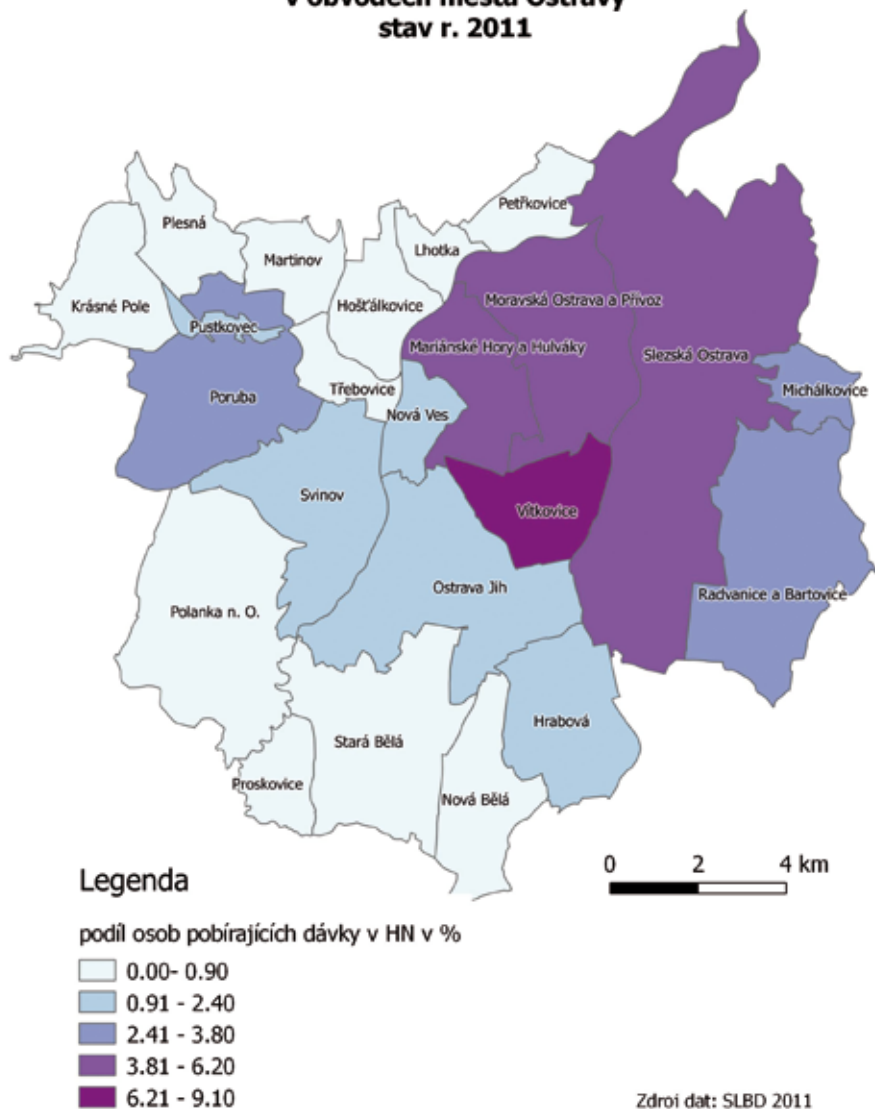 v obvodech města Ostravy
stav r. 2011
Petřkovice
Plesná
Lhotka
Martinov
Moravská Ostrava a Přívoz
Krásné Pole
Hošťálkovice
Pustkovec
Mariánské Hory a Hulváky
Slezská Ostrava
Třebovice
Michálkovice
Poruba
Nová Ves
Svinov
Vítkovice
Ostrava Jih
Radvanice a Bartovice
Polanka n. O.
Hrabová
Stará Bělá
Proskovice
Nová Bělá
0 2 4 km
Legenda
podíl osob pobírajících dávky v HN v %
0.00- 0.90
0.91 - 2.40
2.41 - 3.80
3.81 - 6.20
6.21 - 9.10
Zdroj dat: SLBD 2011